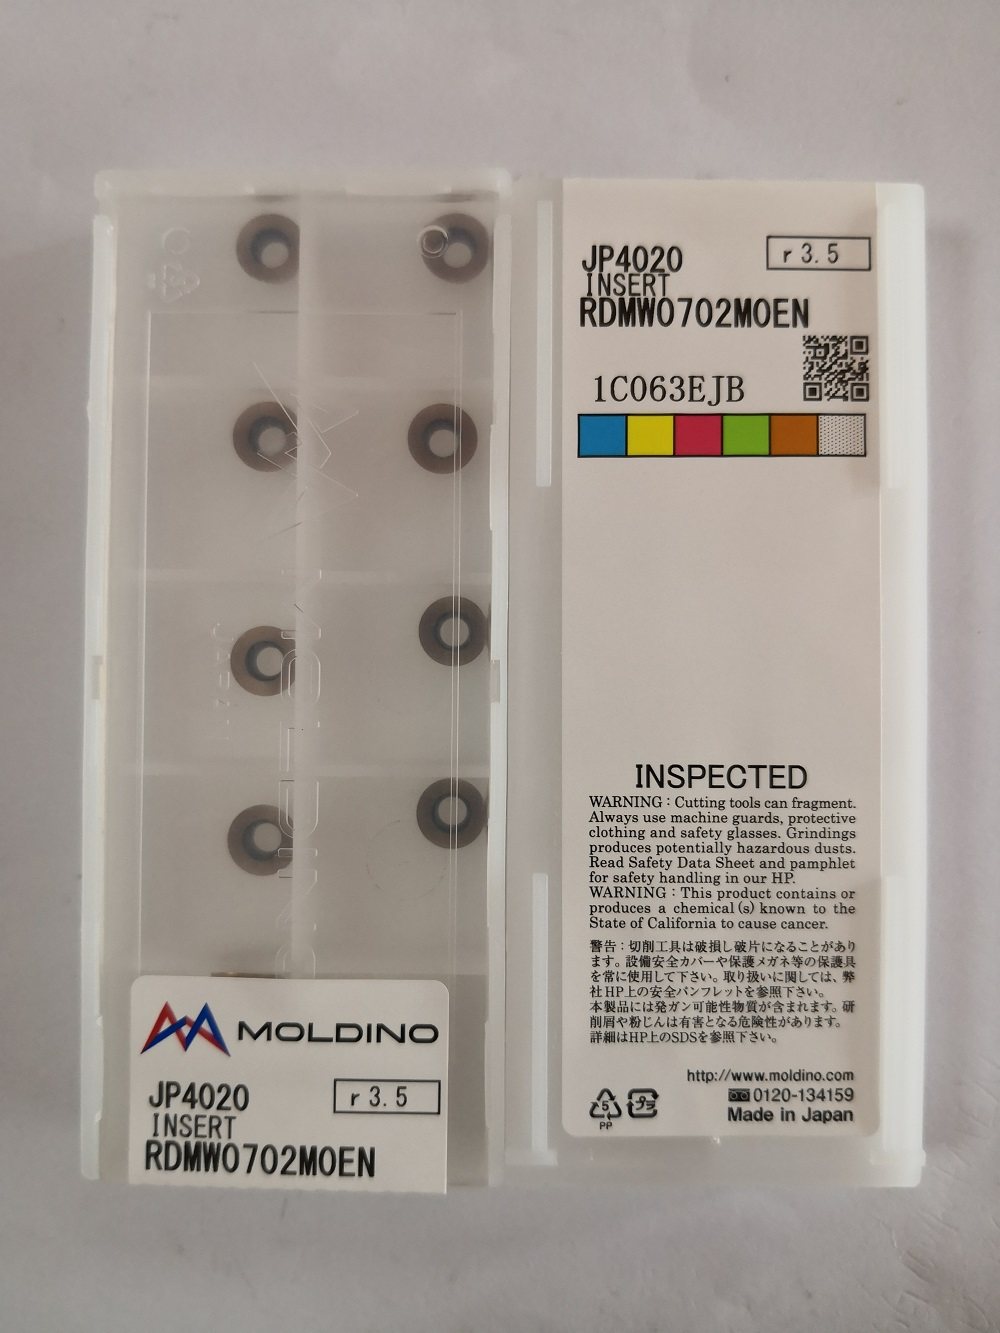 MOLDINO
JP4020
r 3.5
INSERT
RDMW0702M0EN
JP4020
r 3.5
INSERT
RDMW0702M0EN
1C063EJB
INSPECTED
WARNING : Cutting tools can fragment.
Always use machine guards, protective
clothing and safety glasses. Grindings
produces potentially hazardous dusts.
Read Safety Data Sheet and pamphlet
for safety handling in our HP.
WARNING : This product contains or
produces a chemical(s) known to the
State of California to cause cancer.
警告：切削工具は破損し破片になることがあり
ます。設備安全カバーや保護メガネ等の保護具
を常に使用して下さい。取り扱いに関しては、弊
社HP上の安全パンフレットを参照下さい。
本製品には発ガン可能性物質が含まれます。研
削屑や粉じんは有害となる危険性があります。
詳細はHP上のSDSを参照下さい。
http://www.moldino.com
0120-134159
Made in Japan
5
PP
プラ